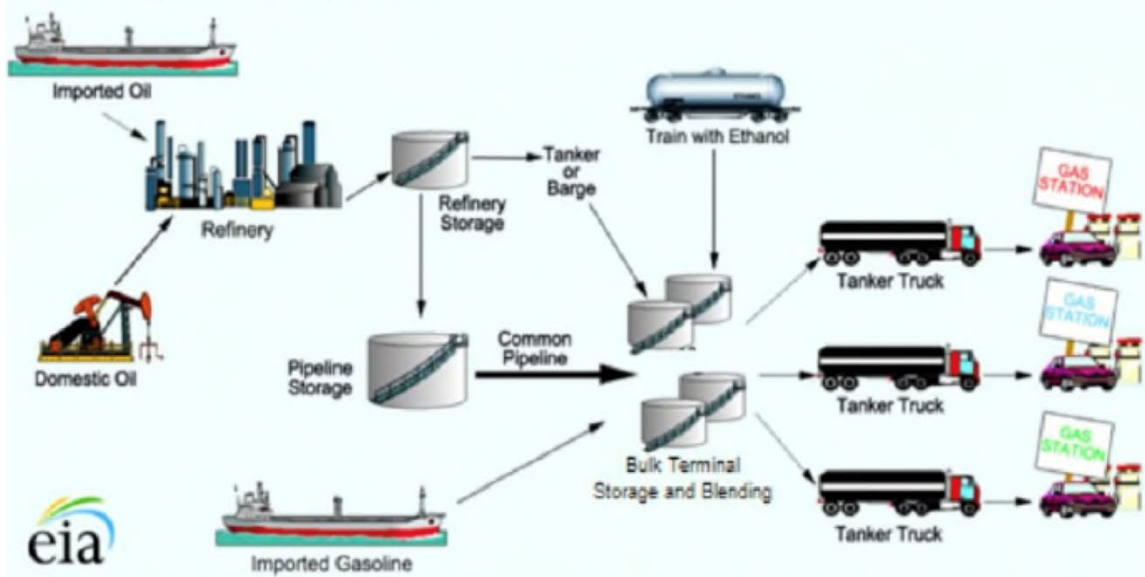 Imported Oil
Refinery
Domestic Oil
Refinery
Storage
Tanker
or
Barge
ETHANOL
Train with Ethanol
Pipeline
Storage
Common
Pipeline
Imported Gasoline
Bulk Terminal
Storage and Blending
Tanker Truck
GAS
STATION
Tanker Truck
GAS
STATION
Tanker Truck
GAS
STATION
eia